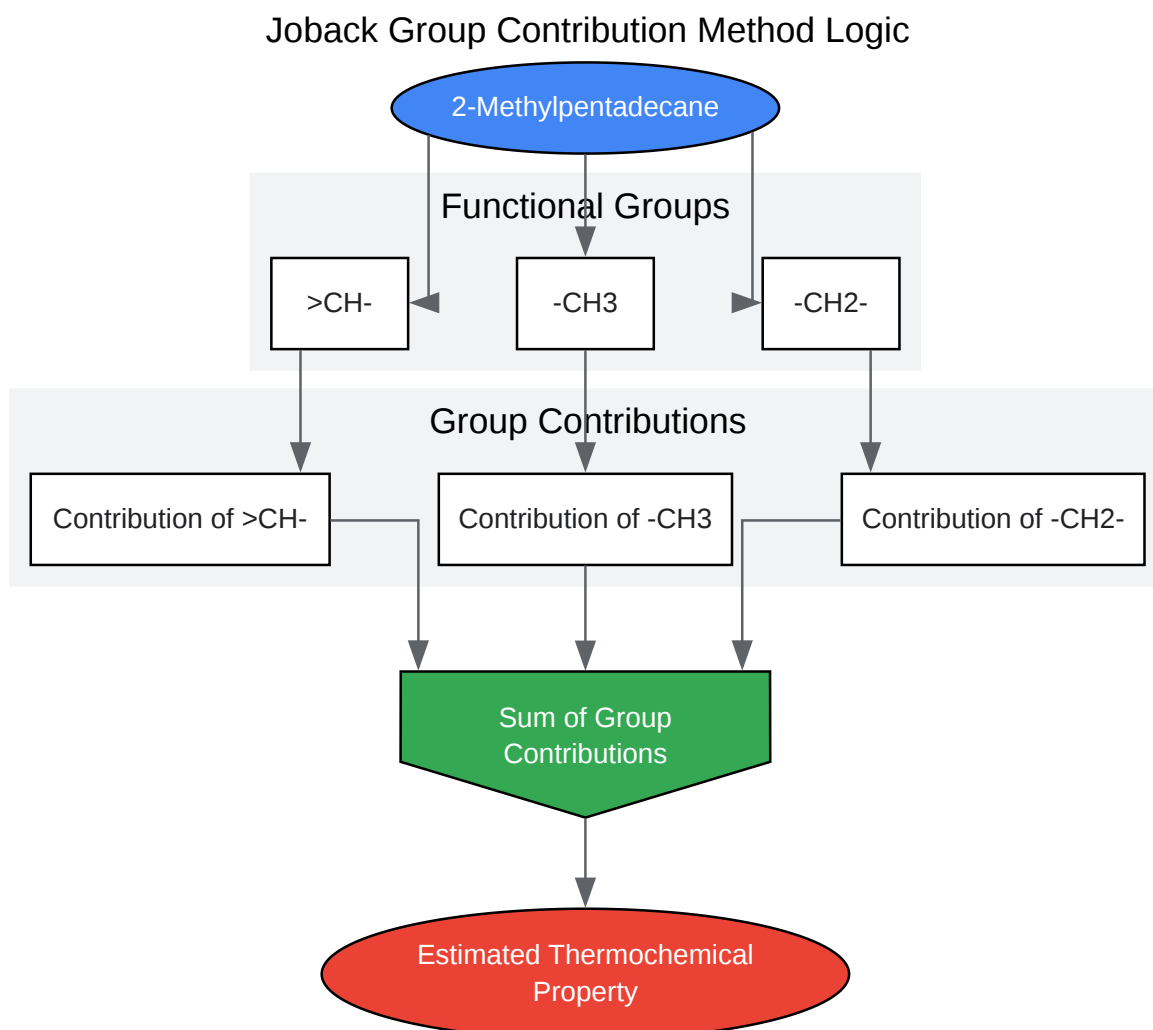 Joback Group Contribution Method Logic
2-Methylpentadecane
Functional Groups
>CH-
-CH3
-CH2-
Group Contributions
Contribution of >CH-
Contribution of -CH3
Contribution of -CH2-
Sum of Group
Contributions
Estimated Thermochemical
Property